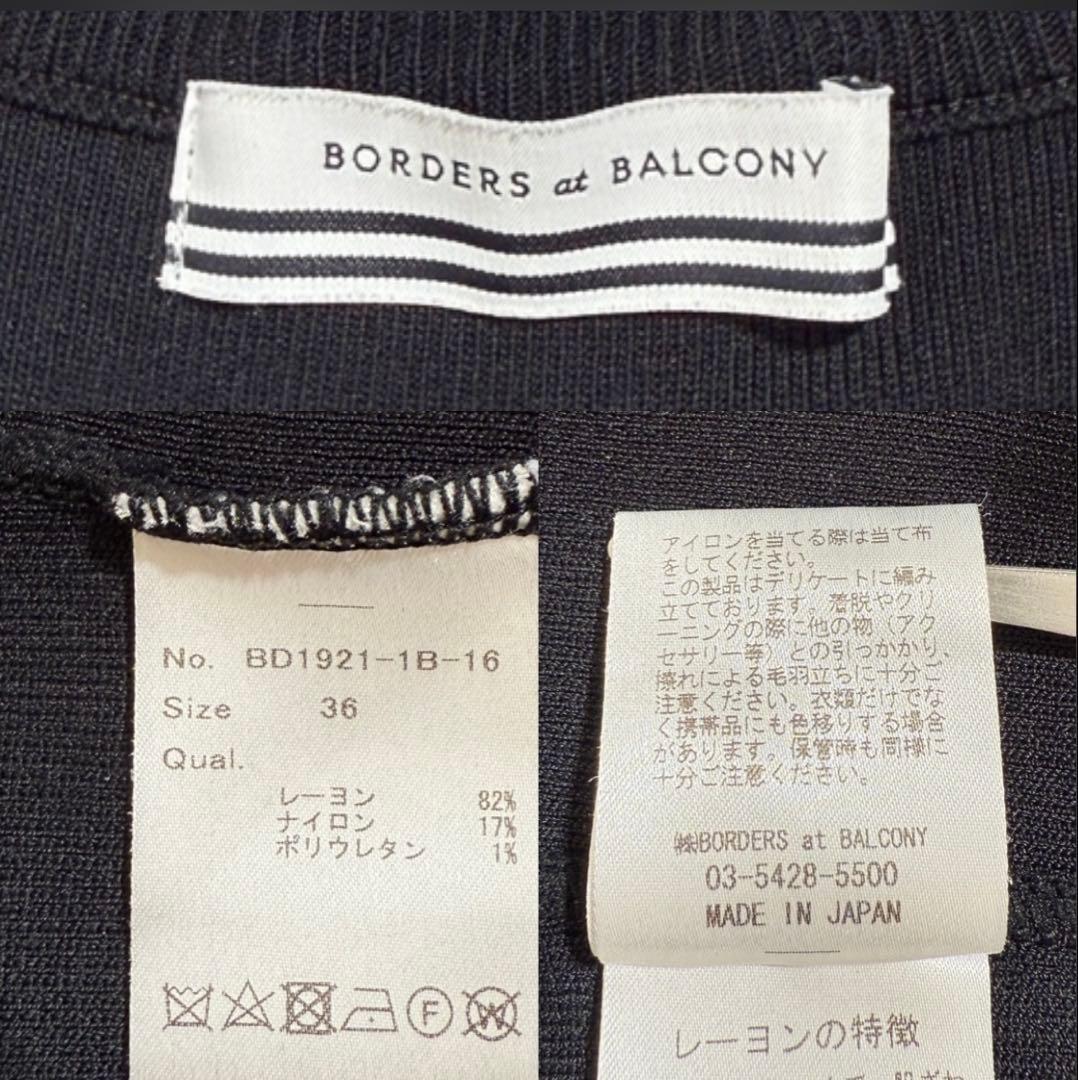 BORDERS at BALCONY
No. BD1921-1B-16
Size 36
Qual.
レーヨン 82%
ナイロン 17%
ポリウレタン 1%
F
W
アイロンを当てる際は当て布
をしてください。
この製品はデリケートに編み
立てております。着脱やクリ
ーニングの際に他の物（アク
セサリー等）との引っかかり、
擦れによる毛羽立ちに十分ご
注意ください。衣類だけでな
く携帯品にも色移りする場合
があります。保管時も同様に
十分ご注意ください。
㈱BORDERS at BALCONY
03-5428-5500
MADE IN JAPAN
レーヨンの特徴